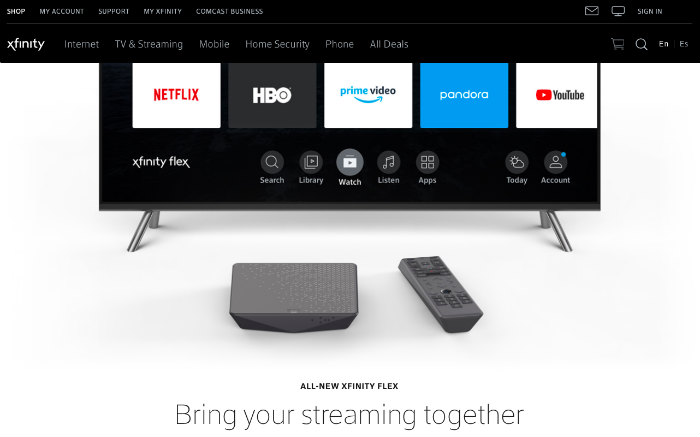 SHOP MY ACCOUNT SUPPORT MY XFINITY COMCAST BUSINESS SIGN IN
xfinity Internet TV & Streaming Mobile Home Security Phone All Deals En Es
NETFLIX HBO prime video pandora YouTube
xfinity flex
Search Library Watch Listen Apps Today Account
ALL-NEW XFINITY FLEX
Bring your streaming together